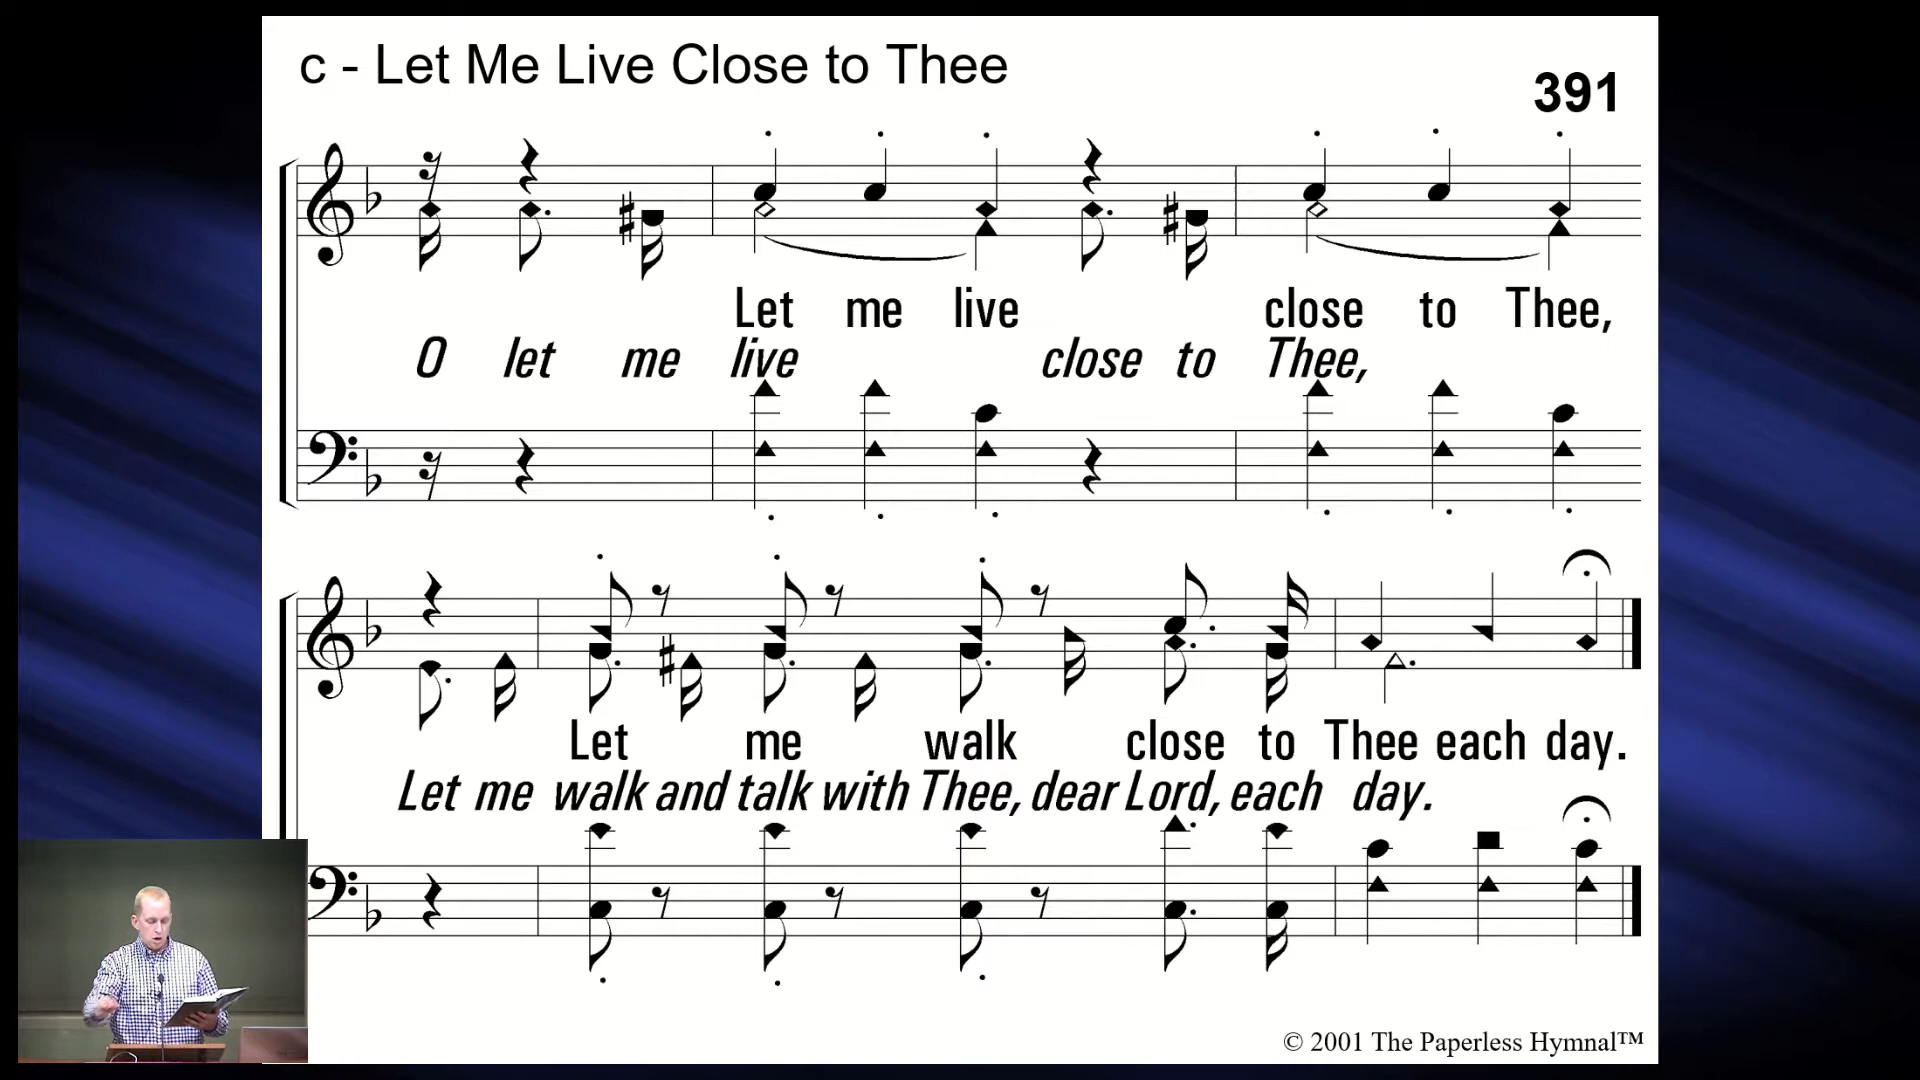 c - Let Me Live Close to Thee
391
Let me live close to Thee,
O let me live close to Thee,
Let me walk close to Thee each day.
Let me walk and talk with Thee, dear Lord, each day.
© 2001 The Paperless Hymnal™